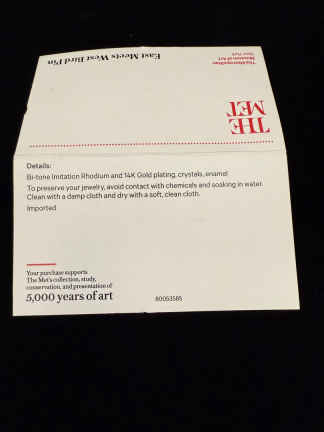 East Meets West Bird Pin
The Metropolitan
Museum of Art
New York
THE
MET
Details:
Bi-tone Imitation Rhodium and 14K Gold plating, crystals, enamel
To preserve your jewelry, avoid contact with chemicals and soaking in water.
Clean with a damp cloth and dry with a soft, clean cloth.
Imported
Your purchase supports
The Met's collection, study,
conservation, and presentation of
5,000 years of art
80053585